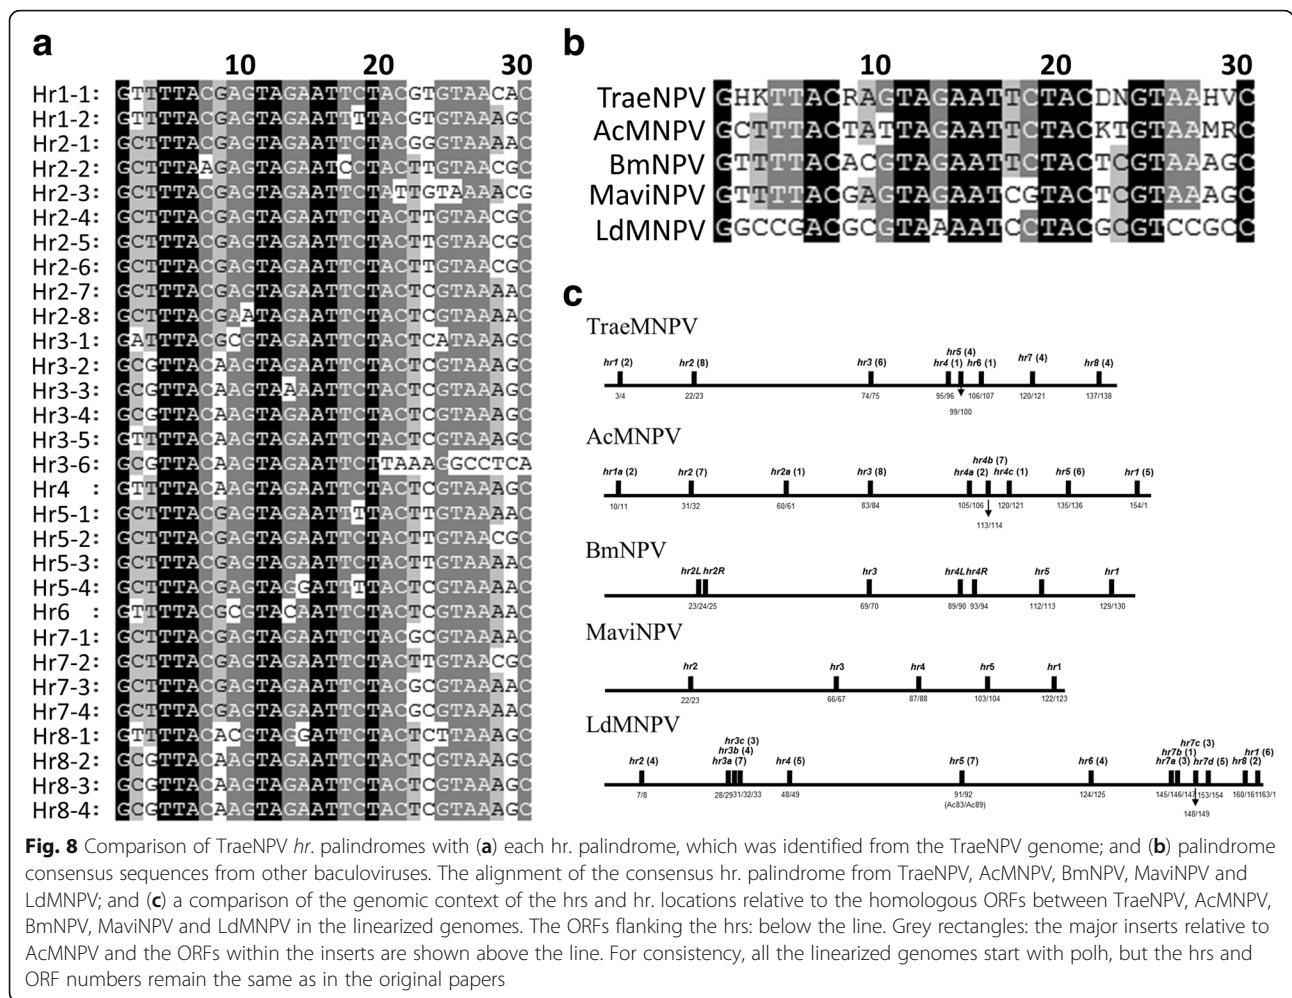 a
10 20 30
Hr1-1: GTTTTACGAGTAGAATTCTACGTGTAACAC
Hr1-2: GTTTTACGAGTAGAATTTTACGTGTAAAGC
Hr2-1: GCTTTACGAGTAGAATTCTACGGGTAAAAC
Hr2-2: GCTTTAAGAGTAGAATCCTACTTGTAACGC
Hr2-3: GCTTTACGAGTAGAATTCTATTGTAAAACG
Hr2-4: GCTTTACGAGTAGAATTCTACTTGTAACGC
Hr2-5: GCTTTACGAGTAGAATTCTACTTGTAACGC
Hr2-6: GCTTTACGAGTAGAATTCTACTTGTAACGC
Hr2-7: GCTTTACGAGTAGAATTCTACTCGTAAAAC
Hr2-8: GCTTTACGAATAGAATTCTACTCGTAAAAC
Hr3-1: GATTTACGCGTAGAATTCTACTCATAAAGC
Hr3-2: GCGTTACAAGTAGAATTCTACTCGTAAAGC
Hr3-3: GCGTTACAAGTAAAATTCTACTCGTAAAGC
Hr3-4: GCGTTACAAGTAGAATTCTACTCGTAAAGC
Hr3-5: GTTTTACGAGTAGAATTCTACTCGTAAAGC
Hr3-6: GCGTTACAAGTAGAATTCTTAAAGGCCTCA
Hr4 : GTTTTACAAGTAGAATTCTACTCGTAAAGC
Hr5-1: GCTTTACGAGTAGAATTTTACTTGTAAAAC
Hr5-2: GCTTTACGAGTAGAATTCTACTTGTAACGC
Hr5-3: GCTTTACGAGTAGAATTCTACTTGTAAAAC
Hr5-4: GCTTTACGAGTAGGATTTTACTCGTAAAAC
Hr6 : GTTTTACGCGTACAATTCTACTCGTAAAAC
Hr7-1: GCTTTACGAGTAGAATTCTACGCGTAAAAC
Hr7-2: GCTTTACGAGTAGAATTCTACTTGTAACGC
Hr7-3: GCTTTACGAGTAGAATTCTACGCGTAAAAC
Hr7-4: GCTTTACGAGTAGAATTCTACGCGTAAAAC
Hr8-1: GTTTTACACGTAGGATTCTACTCTTAAAGC
Hr8-2: GCGTTACAAGTAGAATTCTACTCGTAAAGC
Hr8-3: GCGTTACAAGTAGAATTCTACTCGTAAAGC
Hr8-4: GCGTTACAAGTAGAATTCTACTCGTAAAGC
b
10 20 30
TraeNPV GHKTTACRAGTAGAATTCTACDNGTAAHVC
AcMNPV GCTTTACTATTAGAATTCTACKTGTAAMRC
BmNPV GTTTTACACGTAGAATTCTACTCGTAAAGC
MaviNPV GTTTTACGAGTAGAATCGTACTCGTAAAGC
LdMNPV GGCCGACGCGTAAAATCCTACGCGTCCGCC
c
TraeMNPV
hr5 (4)
hr1 (2) hr2 (8) hr3 (6) hr4 (1) hr6 (1) hr7 (4) hr8 (4)
3/4 22/23 74/75 95/96 106/107 120/121 137/138
99/100
AcMNPV
hr4b (7)
hr1a (2) hr2 (7) hr2a (1) hr3 (8) hr4a (2) hr4c (1) hr5 (6) hr1 (5)
10/11 31/32 60/61 83/84 105/106 120/121 135/136 154/1
113/114
BmNPV
hr2L hr2R hr3 hr4L hr4R hr5 hr1
23/24/25 69/70 89/90 93/94 112/113 129/130
MaviNPV
hr2 hr3 hr4 hr5 hr1
22/23 66/67 87/88 103/104 122/123
LdMNPV
hr3c (3) hr7c (3)
hr3b (4) hr7b (1) hr1 (6)
hr2 (4) hr3a (7) hr4 (5) hr5 (7) hr6 (4) hr7a (3) hr7d (5) hr8 (2)
7/8 28/29 31/32/33 48/49 91/92 124/125 145/146/147 153/154 160/161 163/1
(Ac83/Ac89) 148/149
Fig. 8 Comparison of TraeNPV hr. palindromes with (a) each hr. palindrome, which was identified from the TraeNPV genome; and (b) palindrome
consensus sequences from other baculoviruses. The alignment of the consensus hr. palindrome from TraeNPV, AcMNPV, BmNPV, MaviNPV and
LdMNPV; and (c) a comparison of the genomic context of the hrs and hr. locations relative to the homologous ORFs between TraeNPV, AcMNPV,
BmNPV, MaviNPV and LdMNPV in the linearized genomes. The ORFs flanking the hrs: below the line. Grey rectangles: the major inserts relative to
AcMNPV and the ORFs within the inserts are shown above the line. For consistency, all the linearized genomes start with polh, but the hrs and
ORF numbers remain the same as in the original papers